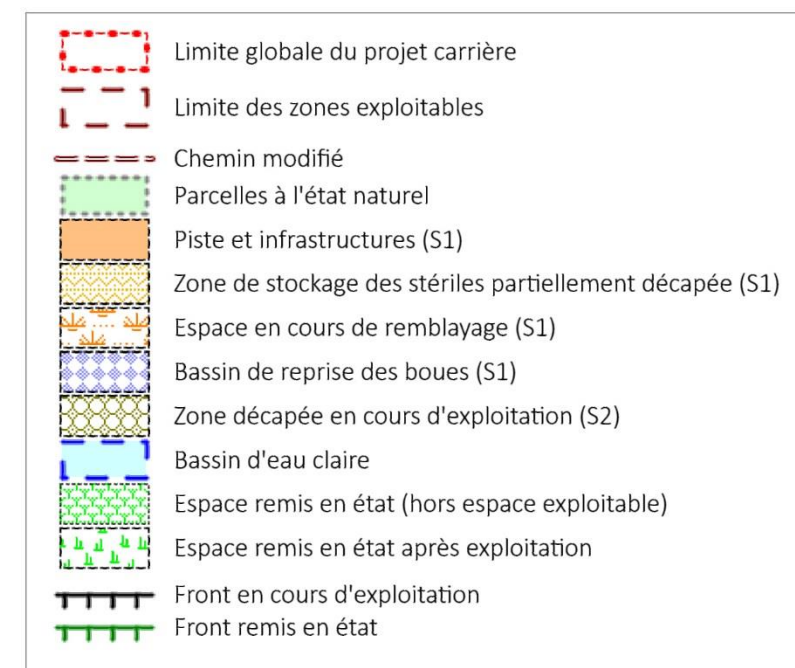 Limite globale du projet carrière
Limite des zones exploitables
Chemin modifié
Parcelles à l'état naturel
Piste et infrastructures (S1)
Zone de stockage des stériles partiellement décapée (S1)
Espace en cours de remblayage (S1)
Bassin de reprise des boues (S1)
Zone décapée en cours d'exploitation (S2)
Bassin d'eau claire
Espace remis en état (hors espace exploitable)
Espace remis en état après exploitation
Front en cours d'exploitation
Front remis en état